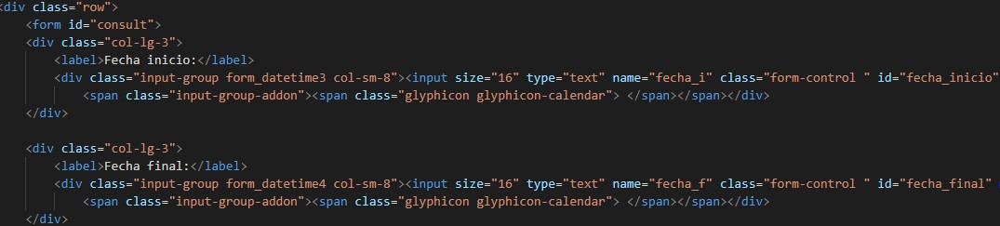 <div class="row">
<form id="consult">
<div class="col-lg-3">
<label>Fecha inicio:</label>
<div class="input-group form_datetime3 col-sm-8"><input size="16" type="text" name="fecha_i" class="form-control " id="fecha_inicio"
<span class="input-group-addon"><span class="glyphicon glyphicon-calendar"> </span></span></div>
</div>
<div class="col-lg-3">
<label>Fecha final:</label>
<div class="input-group form_datetime4 col-sm-8"><input size="16" type="text" name="fecha_f" class="form-control " id="fecha_final"
<span class="input-group-addon"><span class="glyphicon glyphicon-calendar"> </span></span></div>
</div>